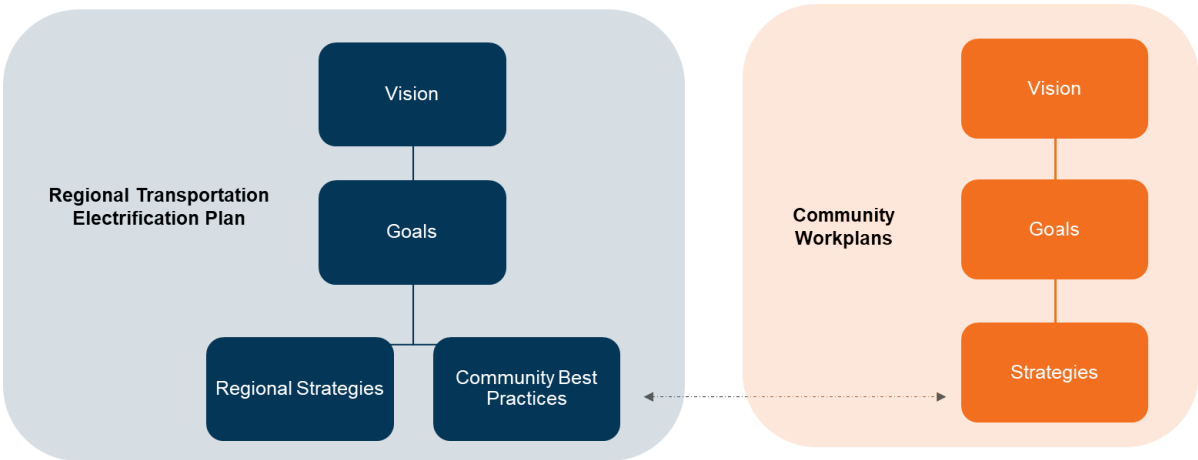 Vision
Regional Transportation
Electrification Plan
Goals
Regional Strategies
Community Best
Practices
Vision
Community
Workplans
Goals
Strategies